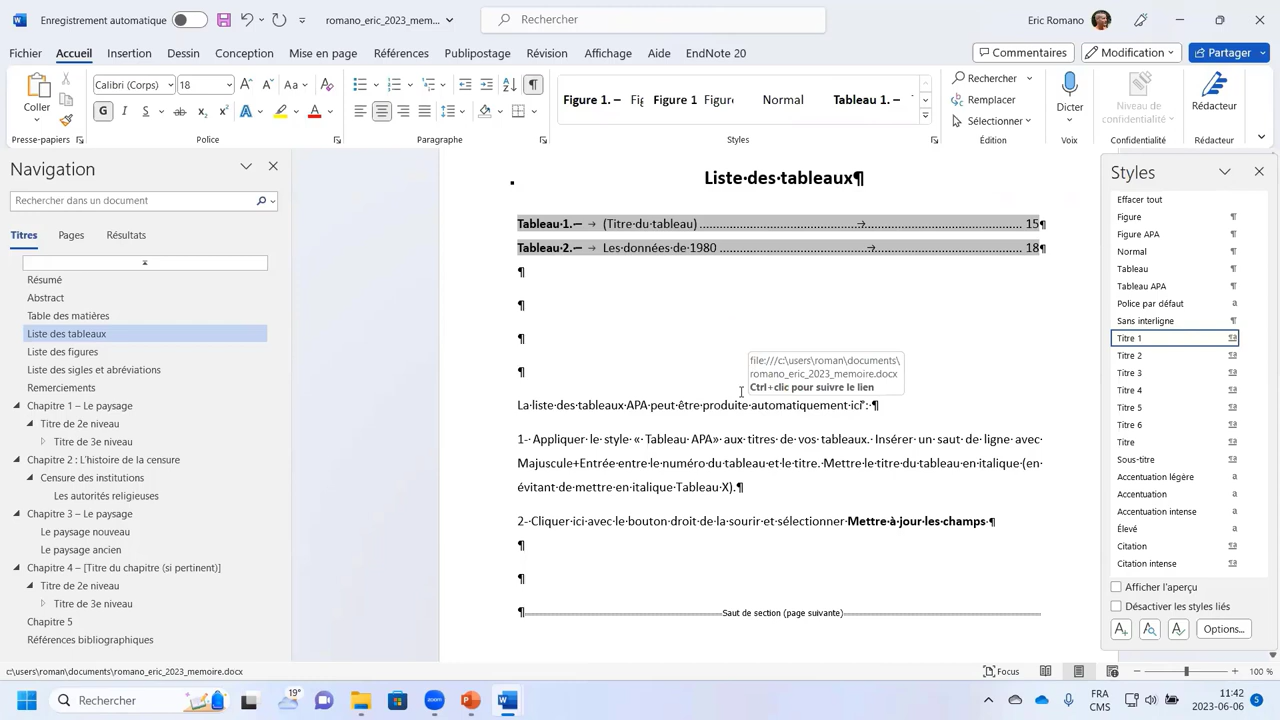 Enregistrement automatique
romano_eric_2023_mem...
Rechercher
Eric Romano
Fichier Accueil Insertion Dessin Conception Mise en page Références Publipostage Révision Affichage Aide EndNote 20
Commentaires Modification Partager
Coller
Presse-papiers
Calibri (Corps) 18
Police
Paragraphe
Figure 1. – Fig Figure 1 Figure Normal Tableau 1. –
Styles
Rechercher
Remplacer
Sélectionner
Édition
Dicter
Voix
Niveau de
confidentialité
Confidentialité
Rédacteur
Rédacteur
Navigation
Rechercher dans un document
Titres Pages Résultats
Résumé
Abstract
Table des matières
Liste des tableaux
Liste des figures
Liste des sigles et abréviations
Remerciements
Chapitre 1 – Le paysage
Titre de 2e niveau
Titre de 3e niveau
Chapitre 2 : L'histoire de la censure
Censure des institutions
Les autorités religieuses
Chapitre 3 – Le paysage
Le paysage nouveau
Le paysage ancien
Chapitre 4 – [Titre du chapitre (si pertinent)]
Titre de 2e niveau
Titre de 3e niveau
Chapitre 5
Références bibliographiques
Liste·des·tableaux¶
Tableau·1.– → (Titre·du·tableau) ........ → ........ 15¶
Tableau·2.– → Les·données·de·1980 ........ → ........ 18¶
¶
¶
¶
¶
file:///c:\users\roman\documents\
romano_eric_2023_memoire.docx
Ctrl+clic pour suivre le lien
La·liste·des·tableaux·APA·peut·être·produite·automatiquement·ici°:·¶
1.· Appliquer· le· style· «· Tableau· APA»· aux· titres· de· vos· tableaux.· Insérer· un· saut· de· ligne· avec·
Majuscule+Entrée·entre·le·numéro·du·tableau·et·le·titre.·Mettre·le·titre·du·tableau·en·italique·(en·
évitant·de·mettre·en·italique·Tableau·X).¶
2.·Cliquer·ici·avec·le·bouton·droit·de·la·souris·et·sélectionner·Mettre·à·jour·les·champs·¶
¶
¶
¶ Saut de section (page suivante)
Styles
Effacer tout
Figure ¶
Figure APA ¶
Normal ¶
Tableau ¶
Tableau APA ¶
Police par défaut a
Sans interligne ¶
Titre 1 ¶a
Titre 2 ¶a
Titre 3 ¶a
Titre 4 ¶a
Titre 5 ¶a
Titre 6 ¶a
Titre ¶a
Sous-titre ¶a
Accentuation légère a
Accentuation a
Accentuation intense a
Élevé a
Citation ¶a
Citation intense ¶a
Afficher l'aperçu
Désactiver les styles liés
Options...
c:\users\roman\documents\romano_eric_2023_memoire.docx
Focus
100 %
Rechercher
19°
zoom
FRA
CMS
11:42
2023-06-06
5